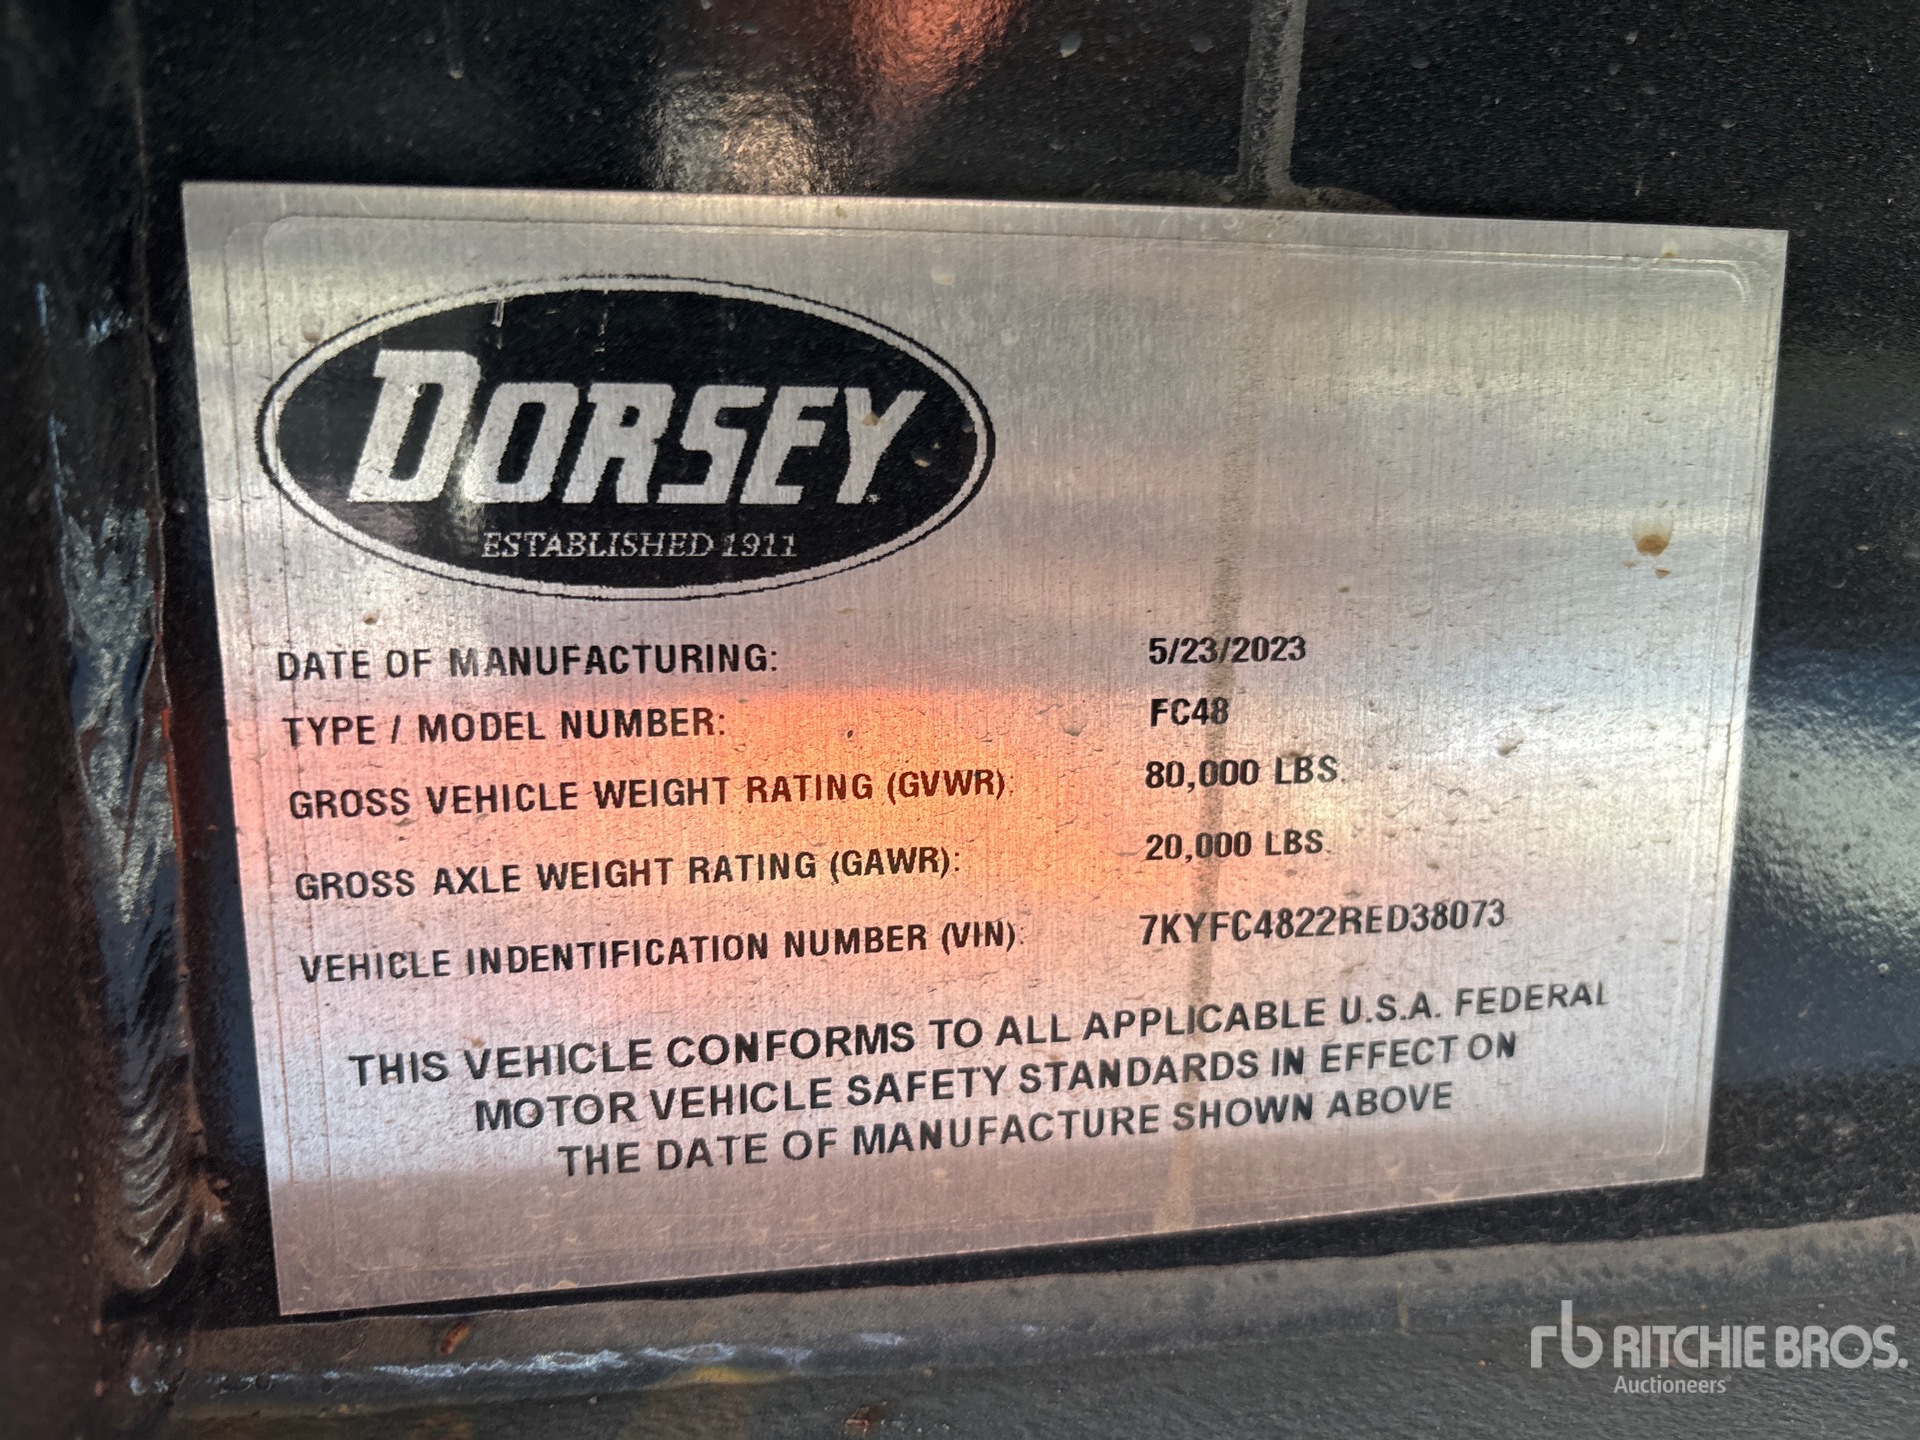 DORSEY
ESTABLISHED 1911
DATE OF MANUFACTURING: 5/23/2023
TYPE / MODEL NUMBER: FC48
GROSS VEHICLE WEIGHT RATING (GVWR): 80,000 LBS.
GROSS AXLE WEIGHT RATING (GAWR): 20,000 LBS.
VEHICLE INDENTIFICATION NUMBER (VIN): 7KYFC4822RED38073
THIS VEHICLE CONFORMS TO ALL APPLICABLE U.S.A. FEDERAL
MOTOR VEHICLE SAFETY STANDARDS IN EFFECT ON
THE DATE OF MANUFACTURE SHOWN ABOVE
rb RITCHIE BROS.
Auctioneers